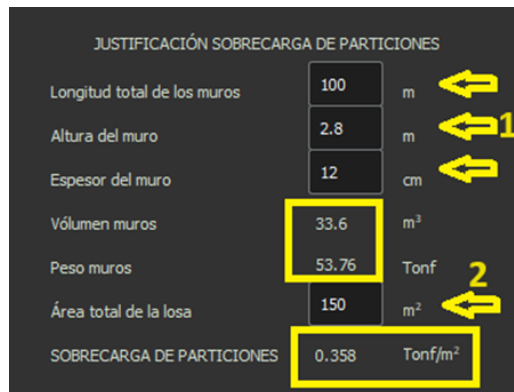 JUSTIFICACIÓN SOBRECARGA DE PARTICIONES
Longitud total de los muros 100 m
Altura del muro 2.8 m 1
Espesor del muro 12 cm
Vólumen muros 33.6 m³
Peso muros 53.76 Tonf 2
Área total de la losa 150 m²
SOBRECARGA DE PARTICIONES 0.358 Tonf/m²